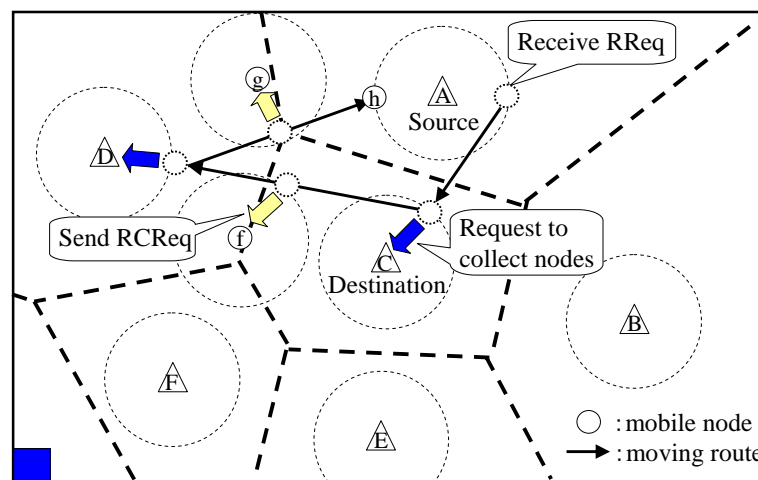 Receive RReq
g
h
A
Source
D
Send RCReq
f
C
Destination
Request to
collect nodes
B
F
E
: mobile node
: moving route